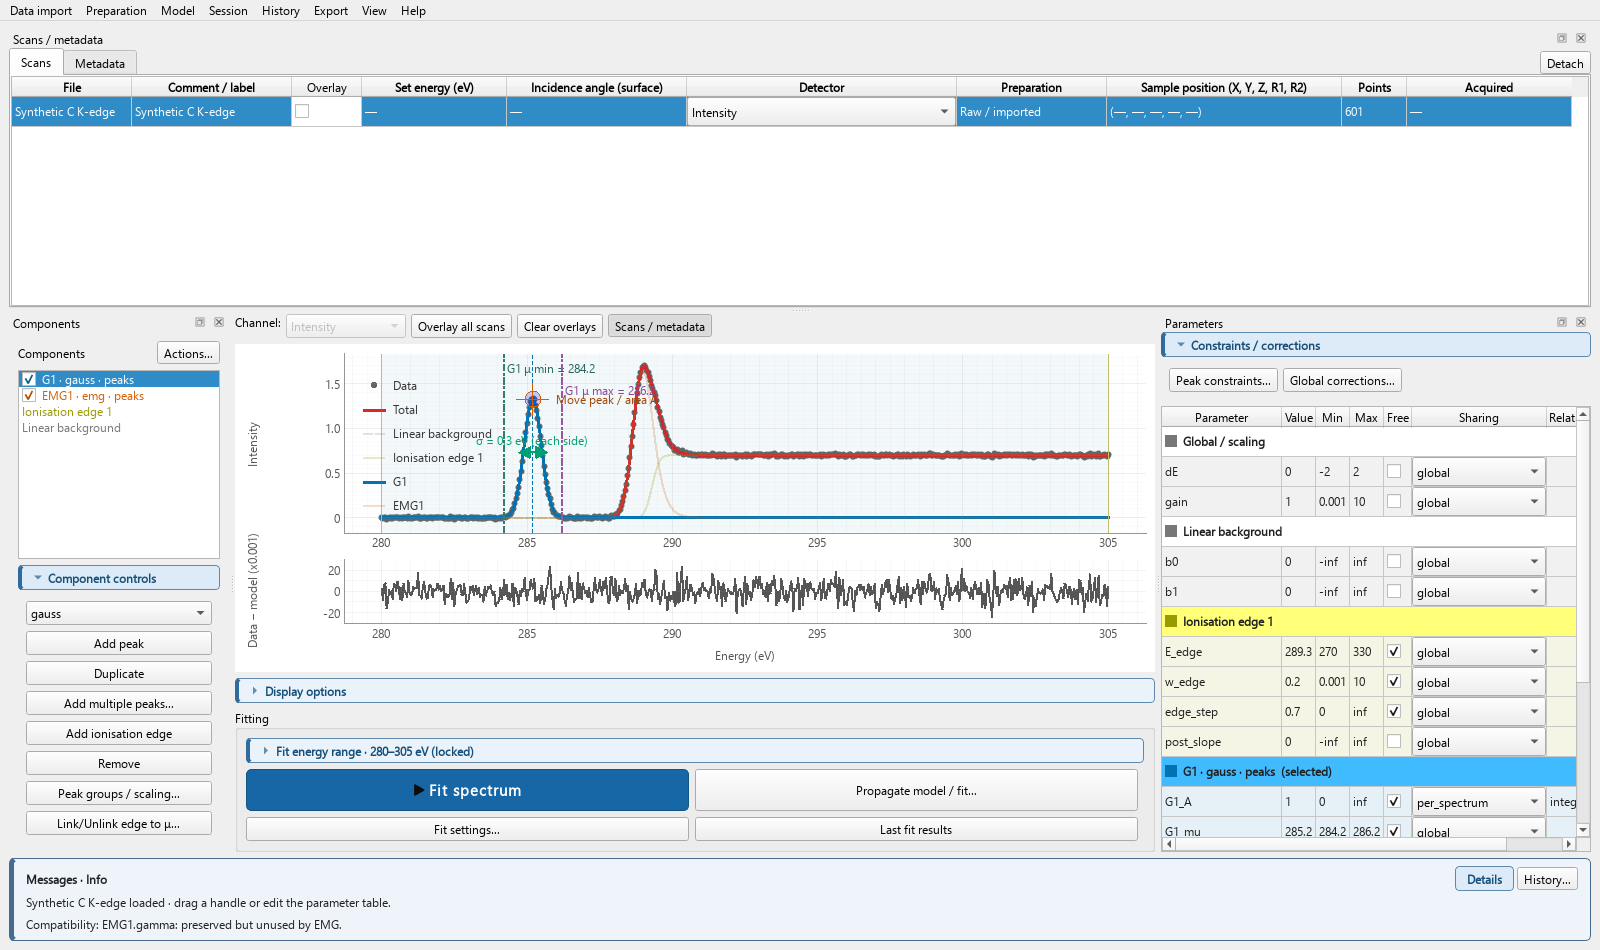 Data import Preparation Model Session History Export View Help
Scans / metadata
Scans Metadata Detach
File Comment / label Overlay Set energy (eV) Incidence angle (surface) Detector Preparation Sample position (X, Y, Z, R1, R2) Points Acquired
Synthetic C K-edge Synthetic C K-edge — — Intensity Raw / imported (—, —, —, —, —) 601 —
Components
Components Actions...
G1 · gauss · peaks
EMG1 · emg · peaks
Ionisation edge 1
Linear background
Component controls
gauss
Add peak
Duplicate
Add multiple peaks...
Add ionisation edge
Remove
Peak groups / scaling...
Link/Unlink edge to μ...
Channel: Intensity Overlay all scans Clear overlays Scans / metadata
G1 μ min = 284.2
G1 μ max = 286.2
Move peak / area A
σ = 0.3 eV (each side)
Data
Total
Linear background
Ionisation edge 1
G1
EMG1
Intensity
1.5
1.0
0.5
0
280 285 290 295 300 305
Data − model (x0.001)
20
0
-20
280 285 290 295 300 305
Energy (eV)
Display options
Fitting
Fit energy range · 280–305 eV (locked)
Fit spectrum Propagate model / fit...
Fit settings... Last fit results
Parameters
Constraints / corrections
Peak constraints... Global corrections...
Parameter Value Min Max Free Sharing Relat
Global / scaling
dE 0 -2 2 global
gain 1 0.001 10 global
Linear background
b0 0 -inf inf global
b1 0 -inf inf global
Ionisation edge 1
E_edge 289.3 270 330 global
w_edge 0.2 0.001 10 global
edge_step 0.7 0 inf global
post_slope 0 -inf inf global
G1 · gauss · peaks (selected)
G1_A 1 0 inf per_spectrum integ
G1_mu 285.2 284.2 286.2 global
Messages · Info Details History...
Synthetic C K-edge loaded · drag a handle or edit the parameter table.
Compatibility: EMG1.gamma: preserved but unused by EMG.